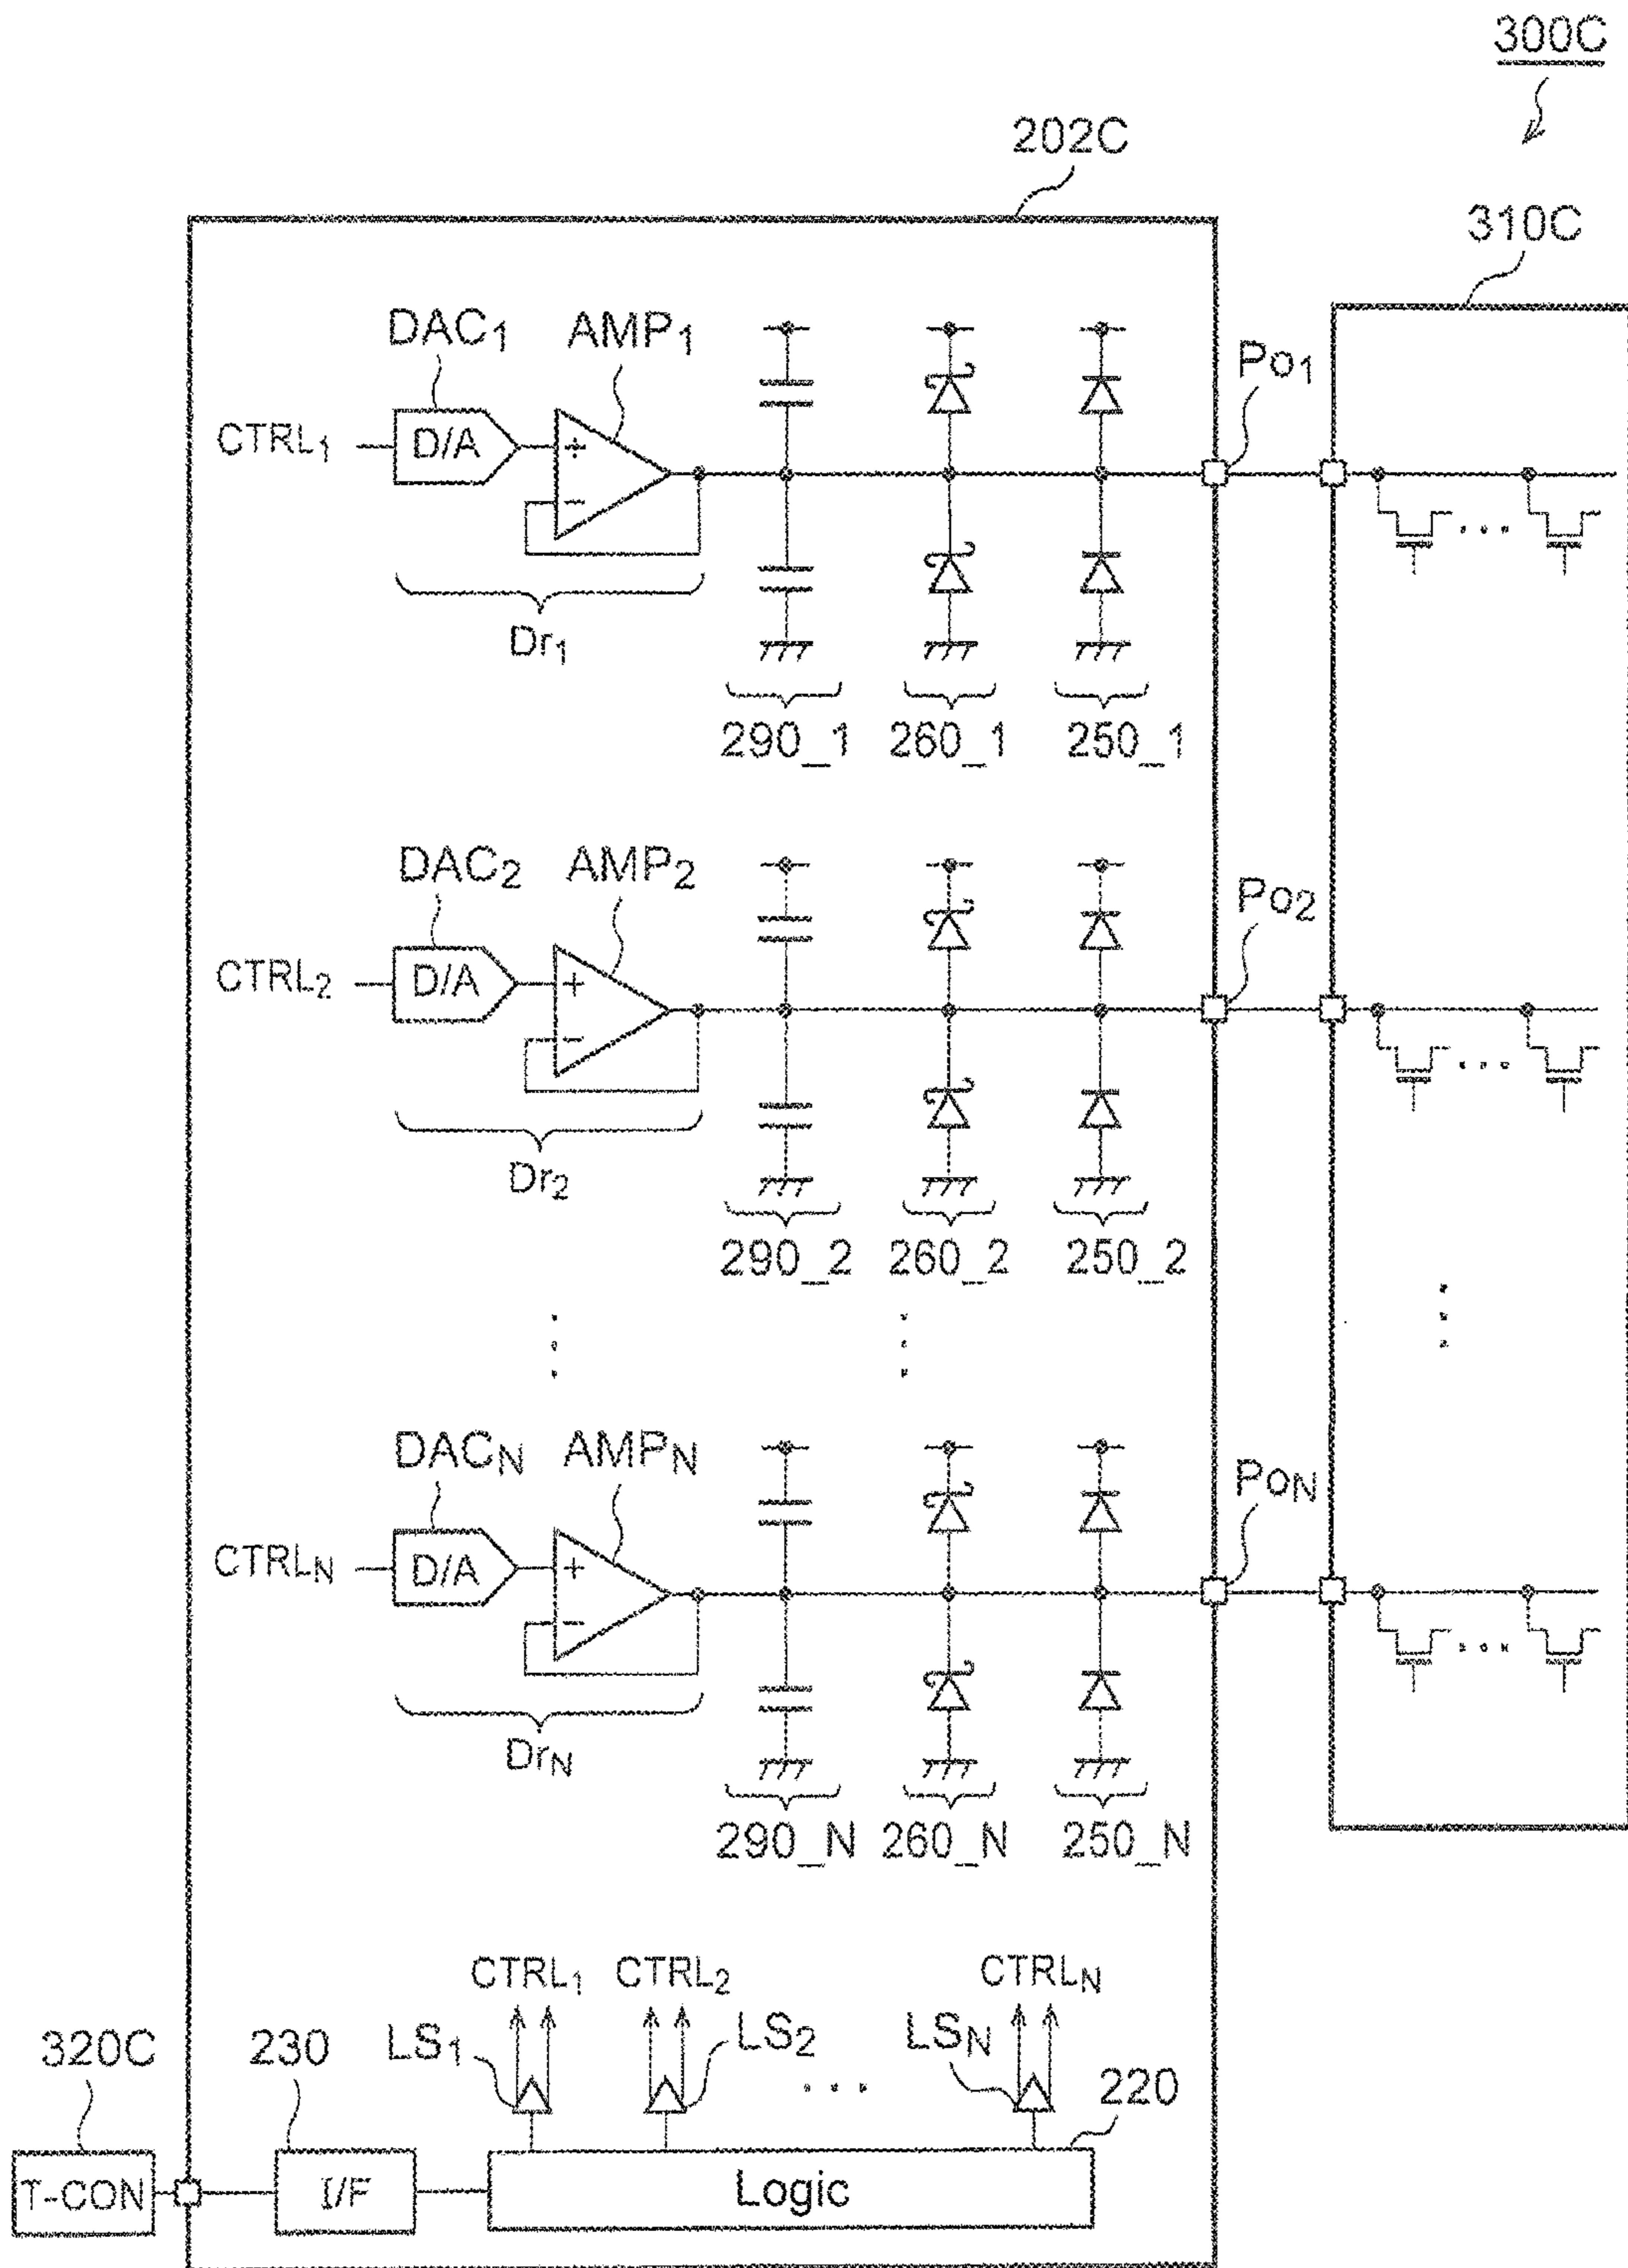 300C
202C
310C
DAC1 AMP1
Po1
CTRL1 D/A + −
Dr1
290_1 260_1 250_1
DAC2 AMP2
Po2
CTRL2 D/A + −
Dr2
290_2 260_2 250_2
DACN AMPN
PoN
CTRLN D/A + −
DrN
290_N 260_N 250_N
CTRL1 CTRL2 CTRLN
320C 230 LS1 LS2 ... LSN 220
T-CON I/F Logic